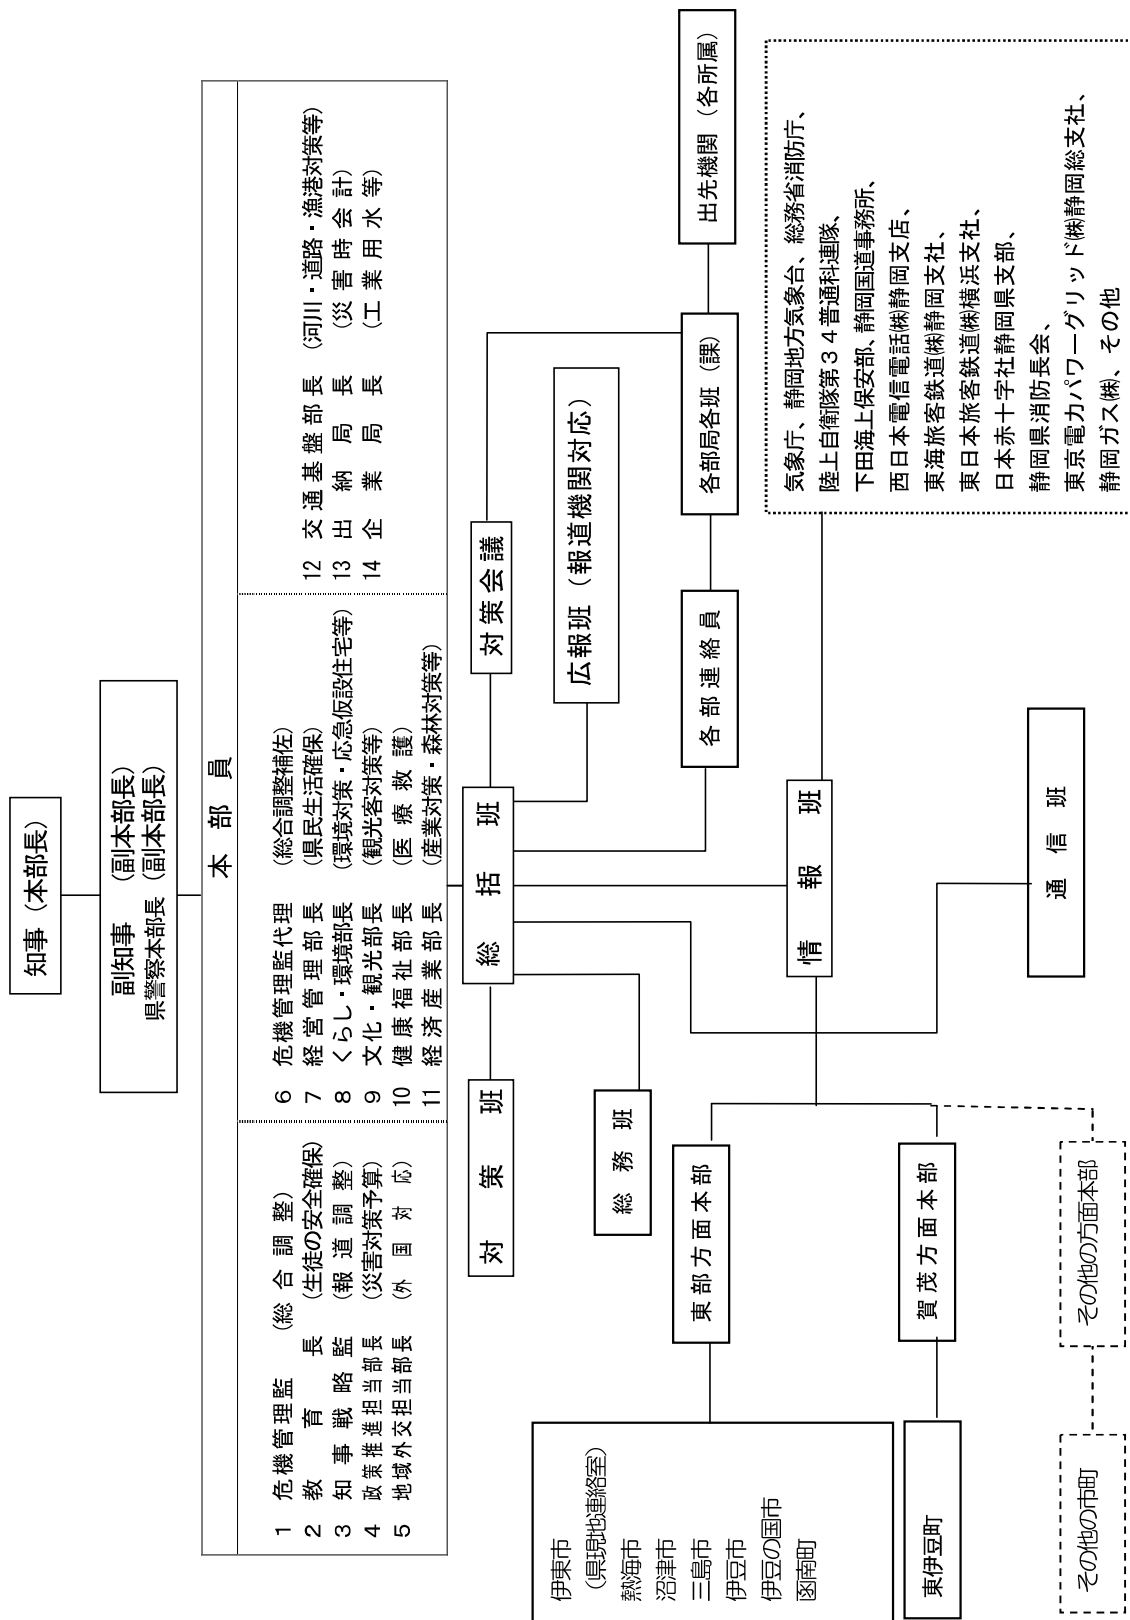 知事（本部長）
副知事　　（副本部長）
県警察本部長（副本部長）
本　部　員
1　危機管理監　（総合調整）
2　教育長　（生徒の安全確保）
3　知事戦略監　（報道調整）
4　政策推進担当部長　（災害対策予算）
5　地域外交担当部長　（外国対応）
6　危機管理監代理　（総合調整補佐）
7　経営管理部長　（県民生活確保）
8　くらし・環境部長　（環境対策・応急仮設住宅等）
9　文化・観光部長　（観光客対策等）
10　健康福祉部長　（医療救護）
11　経済産業部長　（産業対策・森林対策等）
12　交通基盤部長　（河川・道路・漁港対策等）
13　出納局長　（災害時会計）
14　企業局長　（工業用水等）
対　策　班
総　括　班
対策会議
広報班（報道機関対応）
総　務　班
各部連絡員
各部局各班（課）
出先機関（各所属）
情　報　班
気象庁、静岡地方気象台、総務省消防庁、
陸上自衛隊第３４普通科連隊、
下田海上保安部、静岡国道事務所、
西日本電信電話㈱静岡支店、
東海旅客鉄道㈱静岡支社、
東日本旅客鉄道㈱横浜支社、
日本赤十字社静岡県支部、
静岡県消防長会、
東京電力パワーグリッド㈱静岡総支社、
静岡ガス㈱、その他
通　信　班
東部方面本部
賀茂方面本部
その他の方面本部
伊東市
（県現地連絡室）
熱海市
沼津市
三島市
伊豆市
伊豆の国市
函南町
東伊豆町
その他の市町